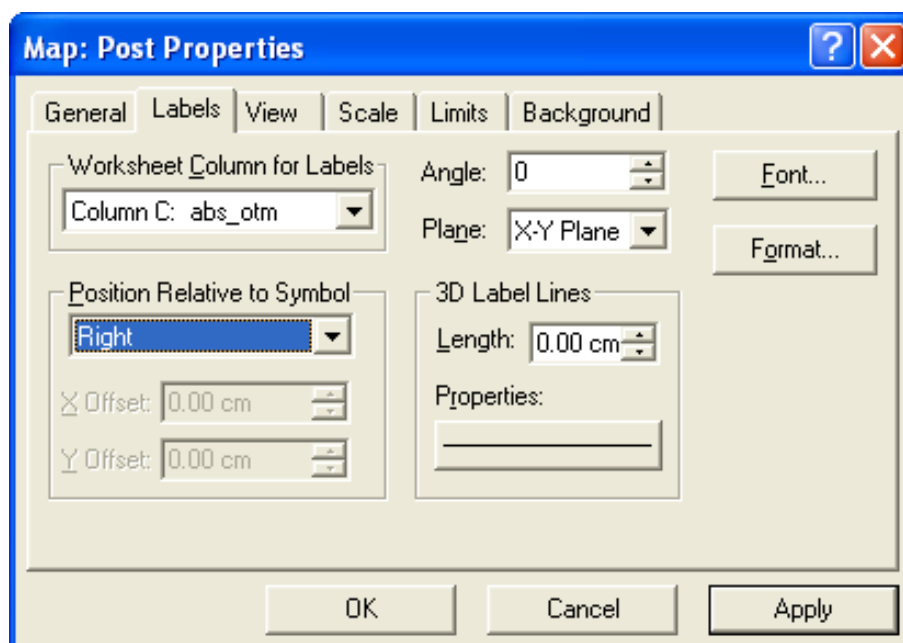 Map: Post Properties
General Labels View Scale Limits Background
Worksheet Column for Labels
Column C: abs_otm
Angle: 0
Plane: X-Y Plane
Font...
Format...
Position Relative to Symbol
Right
X Offset: 0.00 cm
Y Offset: 0.00 cm
3D Label Lines
Length: 0.00 cm
Properties:
OK Cancel Apply